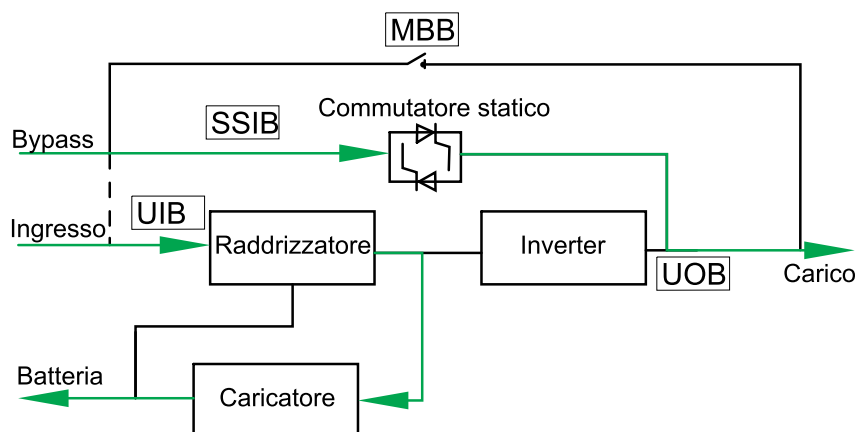 MBB
Commutatore statico
SSIB
Bypass
UIB
Ingresso
Raddrizzatore
Inverter
UOB
Carico
Batteria
Caricatore